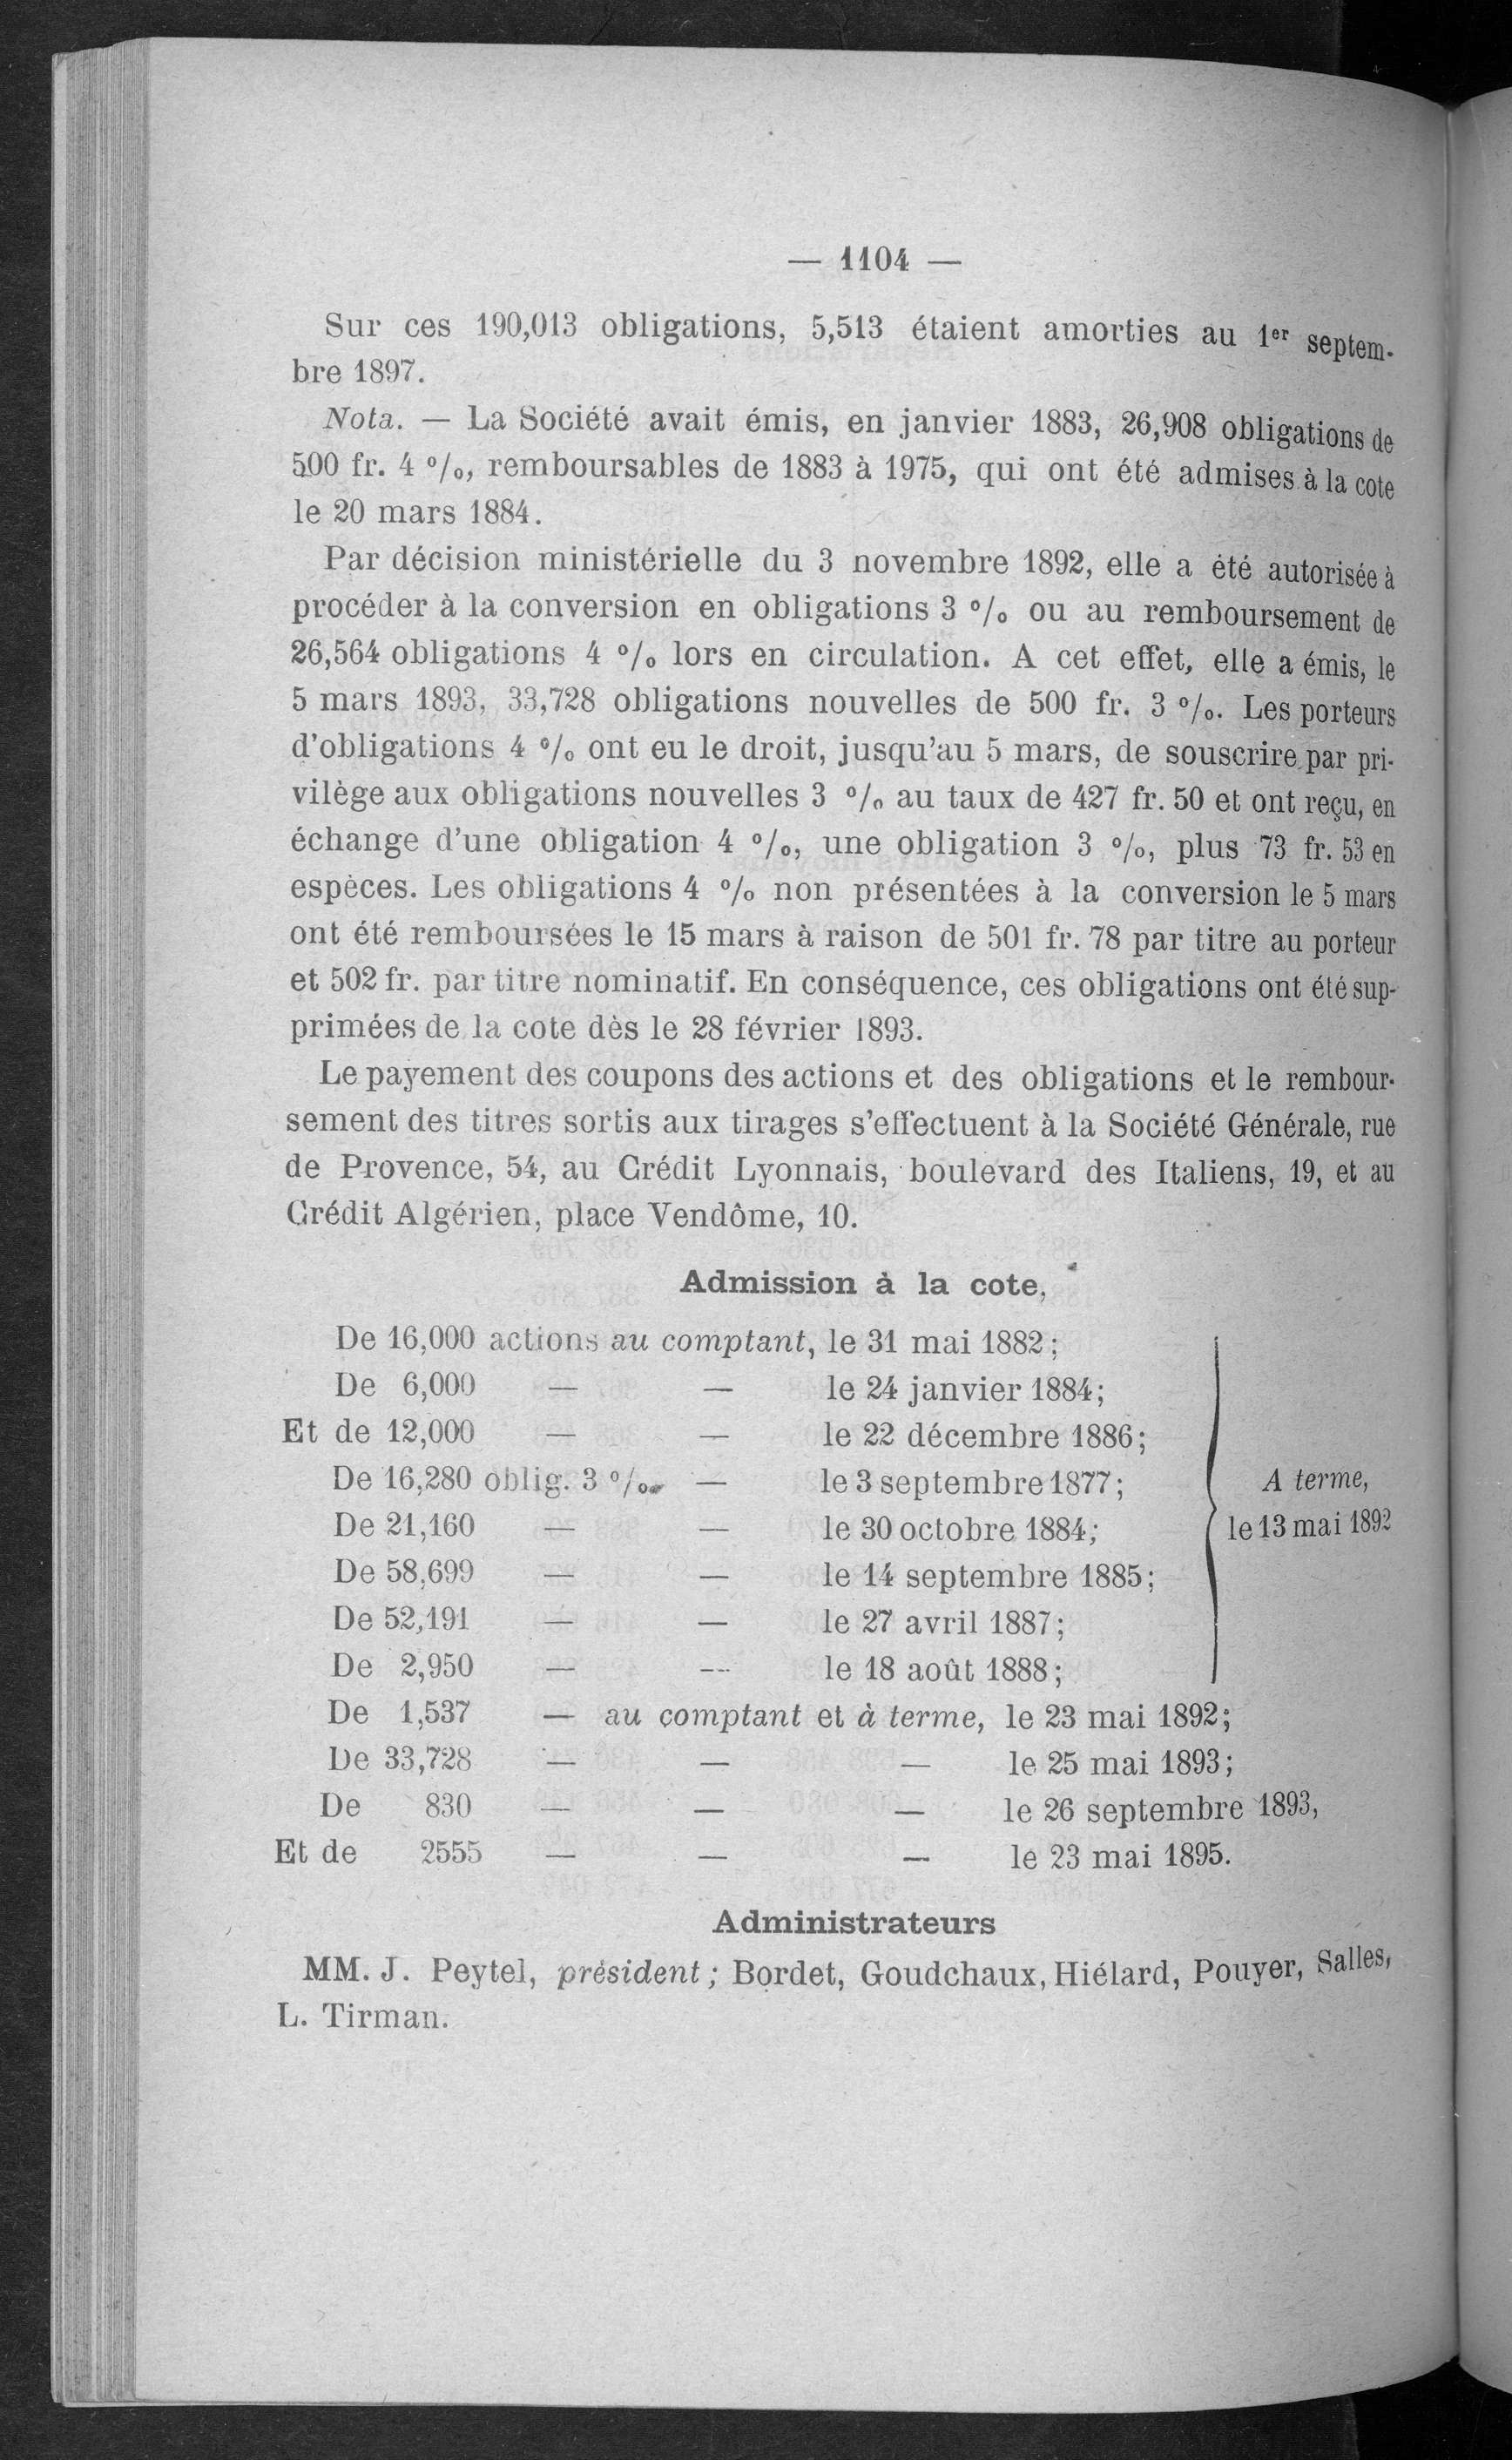 — 1104 —
Sur ces 190,013 obligations, 5,513 étaient amorties au 1er septem-
bre 1897.
Nota. — La Société avait émis, en janvier 1883, 26,908 obligations de
500 fr. 4 %, remboursables de 1883 à 1975, qui ont été admises à la cote
le 20 mars 1884.
Par décision ministérielle du 3 novembre 1892, elle a été autorisée à
procéder à la conversion en obligations 3 % ou au remboursement de
26,564 obligations 4 % lors en circulation. A cet effet, elle a émis, le
5 mars 1893, 33,728 obligations nouvelles de 500 fr. 3 %. Les porteurs
d'obligations 4 % ont eu le droit, jusqu'au 5 mars, de souscrire par pri-
vilège aux obligations nouvelles 3 % au taux de 427 fr. 50 et ont reçu, en
échange d'une obligation 4 %, une obligation 3 %, plus 73 fr. 53 en
espèces. Les obligations 4 % non présentées à la conversion le 5 mars
ont été remboursées le 15 mars à raison de 501 fr. 78 par titre au porteur
et 502 fr. par titre nominatif. En conséquence, ces obligations ont été sup-
primées de la cote dès le 28 février 1893.
Le payement des coupons des actions et des obligations et le rembour-
sement des titres sortis aux tirages s'effectuent à la Société Générale, rue
de Provence, 54, au Crédit Lyonnais, boulevard des Italiens, 19, et au
Crédit Algérien, place Vendôme, 10.
Admission à la cote,
De 16,000 actions au comptant, le 31 mai 1882;
De 6,000 — — le 24 janvier 1884;
Et de 12,000 — — le 22 décembre 1886;
De 16,280 oblig. 3 % — le 3 septembre 1877; A terme,
De 21,160 — — le 30 octobre 1884; le 13 mai 1892
De 58,699 — — le 14 septembre 1885;
De 52,191 — — le 27 avril 1887;
De 2,950 — — le 18 août 1888;
De 1,537 — au comptant et à terme, le 23 mai 1892;
De 33,728 — — — le 25 mai 1893;
De 830 — — — le 26 septembre 1893,
Et de 2555 — — — le 23 mai 1895.
Administrateurs
MM. J. Peytel, président; Bordet, Goudchaux, Hiélard, Pouyer, Salles,
L. Tirman.